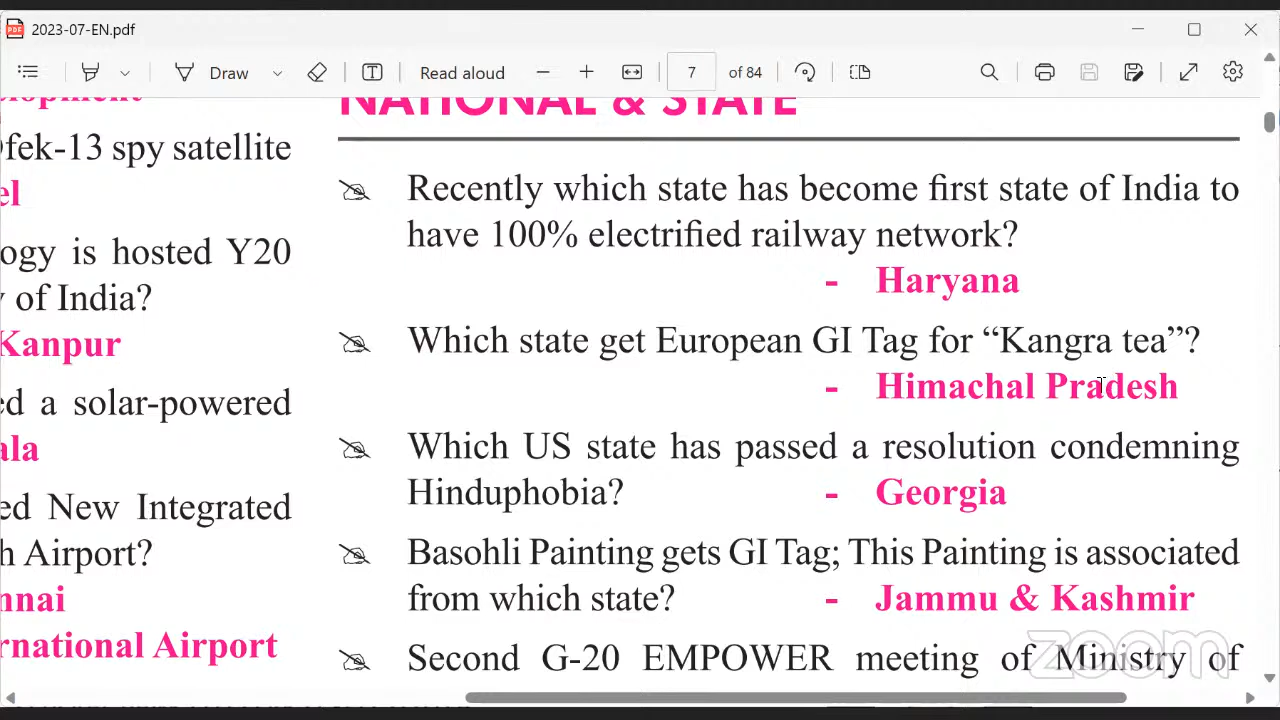 2023-07-EN.pdf
Draw
Read aloud
7
of 84
NATIONAL & STATE
fek-13 spy satellite
el
ogy is hosted Y20
y of India?
Kanpur
ed a solar-powered
ala
ed New Integrated
h Airport?
nnai
rnational Airport
Recently which state has become first state of India to
have 100% electrified railway network?
- Haryana
Which state get European GI Tag for “Kangra tea”?
- Himachal Pradesh
Which US state has passed a resolution condemning
Hinduphobia? - Georgia
Basohli Painting gets GI Tag; This Painting is associated
from which state? - Jammu & Kashmir
Second G-20 EMPOWER meeting of Ministry of
zoom